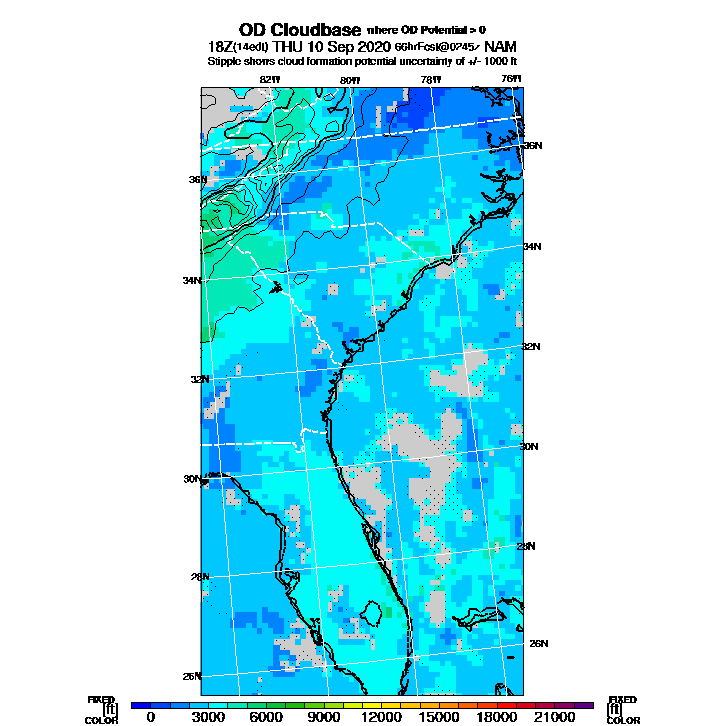 OD Cloudbase where OD Potential > 0
18Z(14edt) THU 10 Sep 2020 66hrFcst@0245z NAM
Stipple shows cloud formation potential uncertainty of +/- 1000 ft
82W 80W 78W 76W
36N
36N
34N
34N
32N
32N
30N
30N
28N
28N
26N
26N
FIXED FIXED
[ft] [ft]
COLOR 0 3000 6000 9000 12000 15000 18000 21000 COLOR